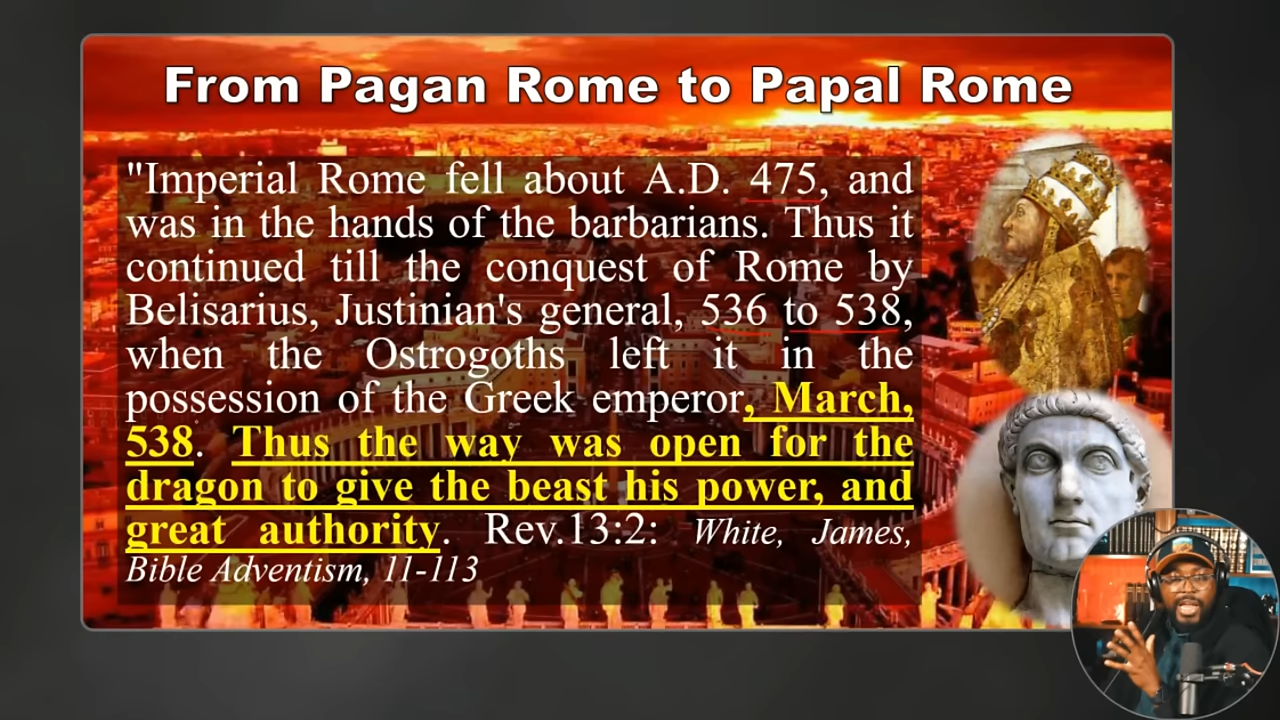 From Pagan Rome to Papal Rome
"Imperial Rome fell about A.D. 475, and
was in the hands of the barbarians. Thus it
continued till the conquest of Rome by
Belisarius, Justinian's general, 536 to 538,
when the Ostrogoths left it in the
possession of the Greek emperor, March,
538. Thus the way was open for the
dragon to give the beast his power, and
great authority. Rev.13:2: White, James,
Bible Adventism, 11-113